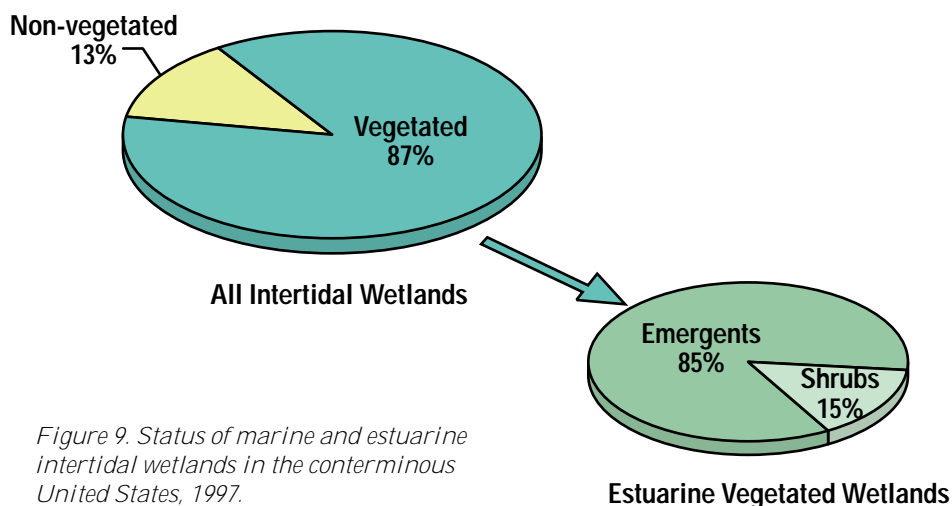 Non-vegetated
13%
Vegetated
87%
All Intertidal Wetlands
Emergents
85%
Shrubs
15%
Figure 9. Status of marine and estuarine
intertidal wetlands in the conterminous
United States, 1997.
Estuarine Vegetated Wetlands